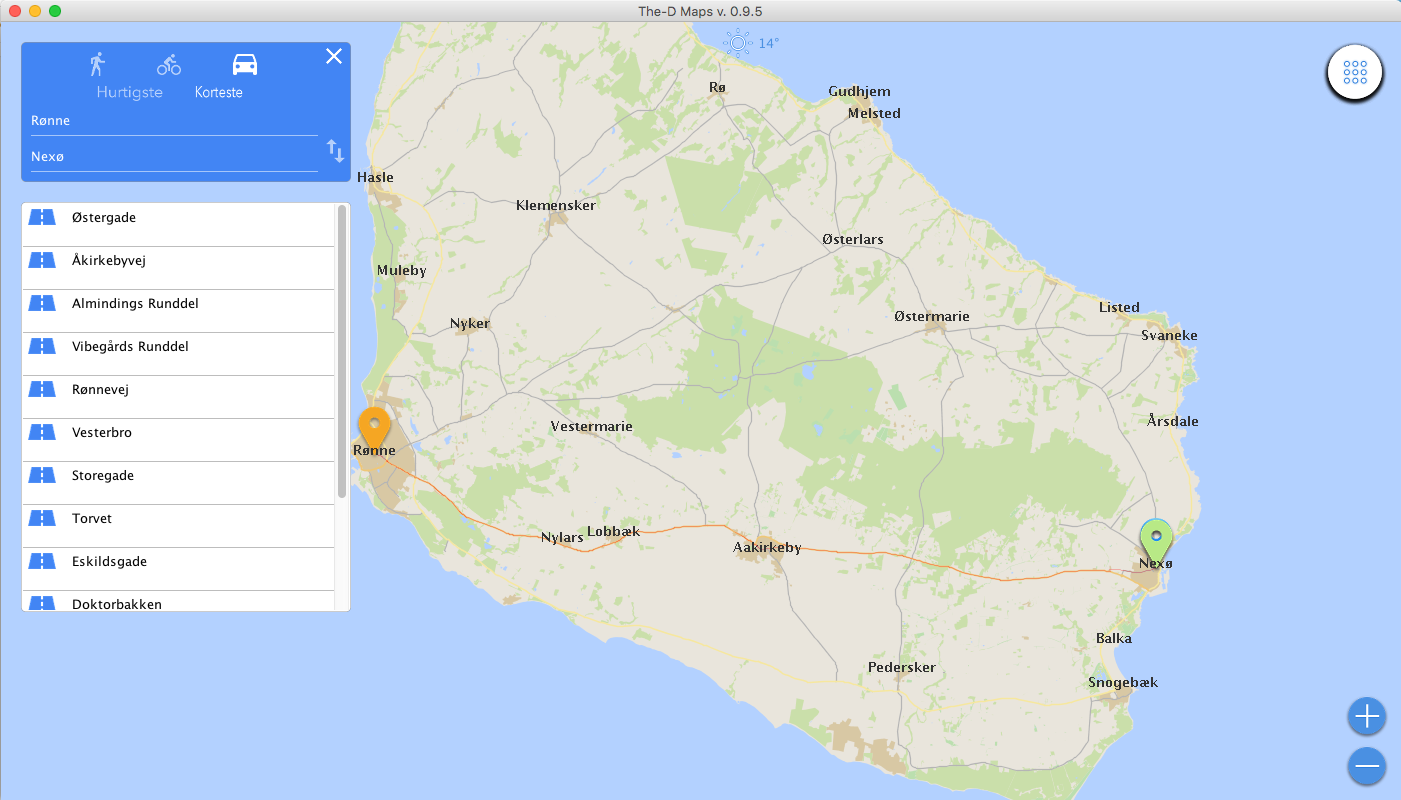 The-D Maps v. 0.9.5
14°
Hurtigste Korteste
Rønne
Nexø
Østergade
Åkirkebyvej
Almindings Runddel
Vibegårds Runddel
Rønnevej
Vesterbro
Storegade
Torvet
Eskildsgade
Doktorbakken
Rø
Gudhjem
Melsted
Hasle
Klemensker
Østerlars
Muleby
Listed
Østermarie
Nyker
Svaneke
Årsdale
Vestermarie
Rønne
Lobbæk
Nylars
Aakirkeby
Nexø
Balka
Pedersker
Snogebæk